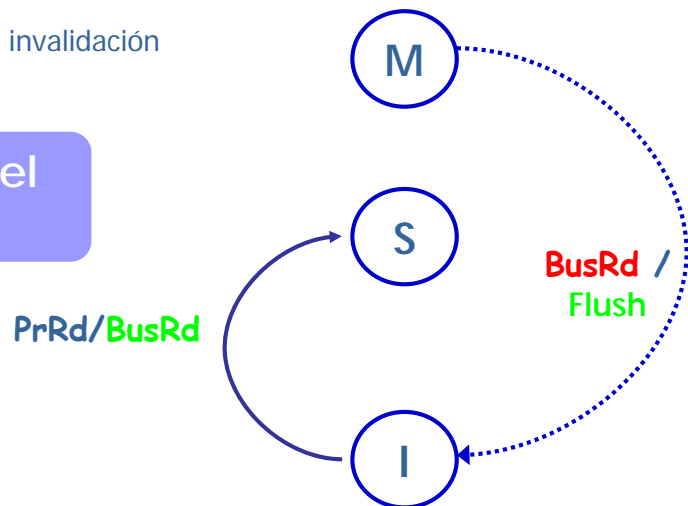 invalidación
M
el
S
BusRd /
Flush
PrRd/BusRd
I